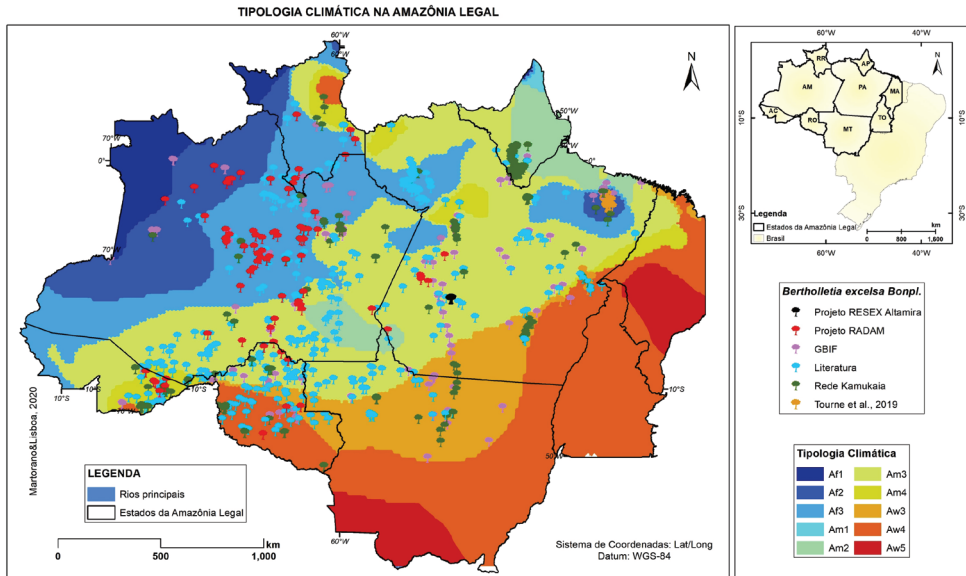 TIPOLOGIA CLIMÁTICA NA AMAZÔNIA LEGAL
60°W
60°W
N
70°W
0°
50°W
0°
70°W
10°S
10°S
70°W
10°S
10°S
50°W
60°W
Martorano&Lisboa, 2020
LEGENDA
Rios principais
Estados da Amazônia Legal
km
0 500 1,000
Sistema de Coordenadas: Lat/Long
Datum: WGS-84
60°W 40°W
N
RR
AP
AM
PA
MA
AC
RO
TO
MT
10°S
10°S
30°S
30°S
Legenda
Estados da Amazônia Legal
Brasil
km
0 800 1,600
60°W 40°W
Bertholletia excelsa Bonpl.
Projeto RESEX Altamira
Projeto RADAM
GBIF
Literatura
Rede Kamukaia
Tourne et al., 2019
Tipologia Climática
Af1 Am3
Af2 Am4
Af3 Aw3
Am1 Aw4
Am2 Aw5